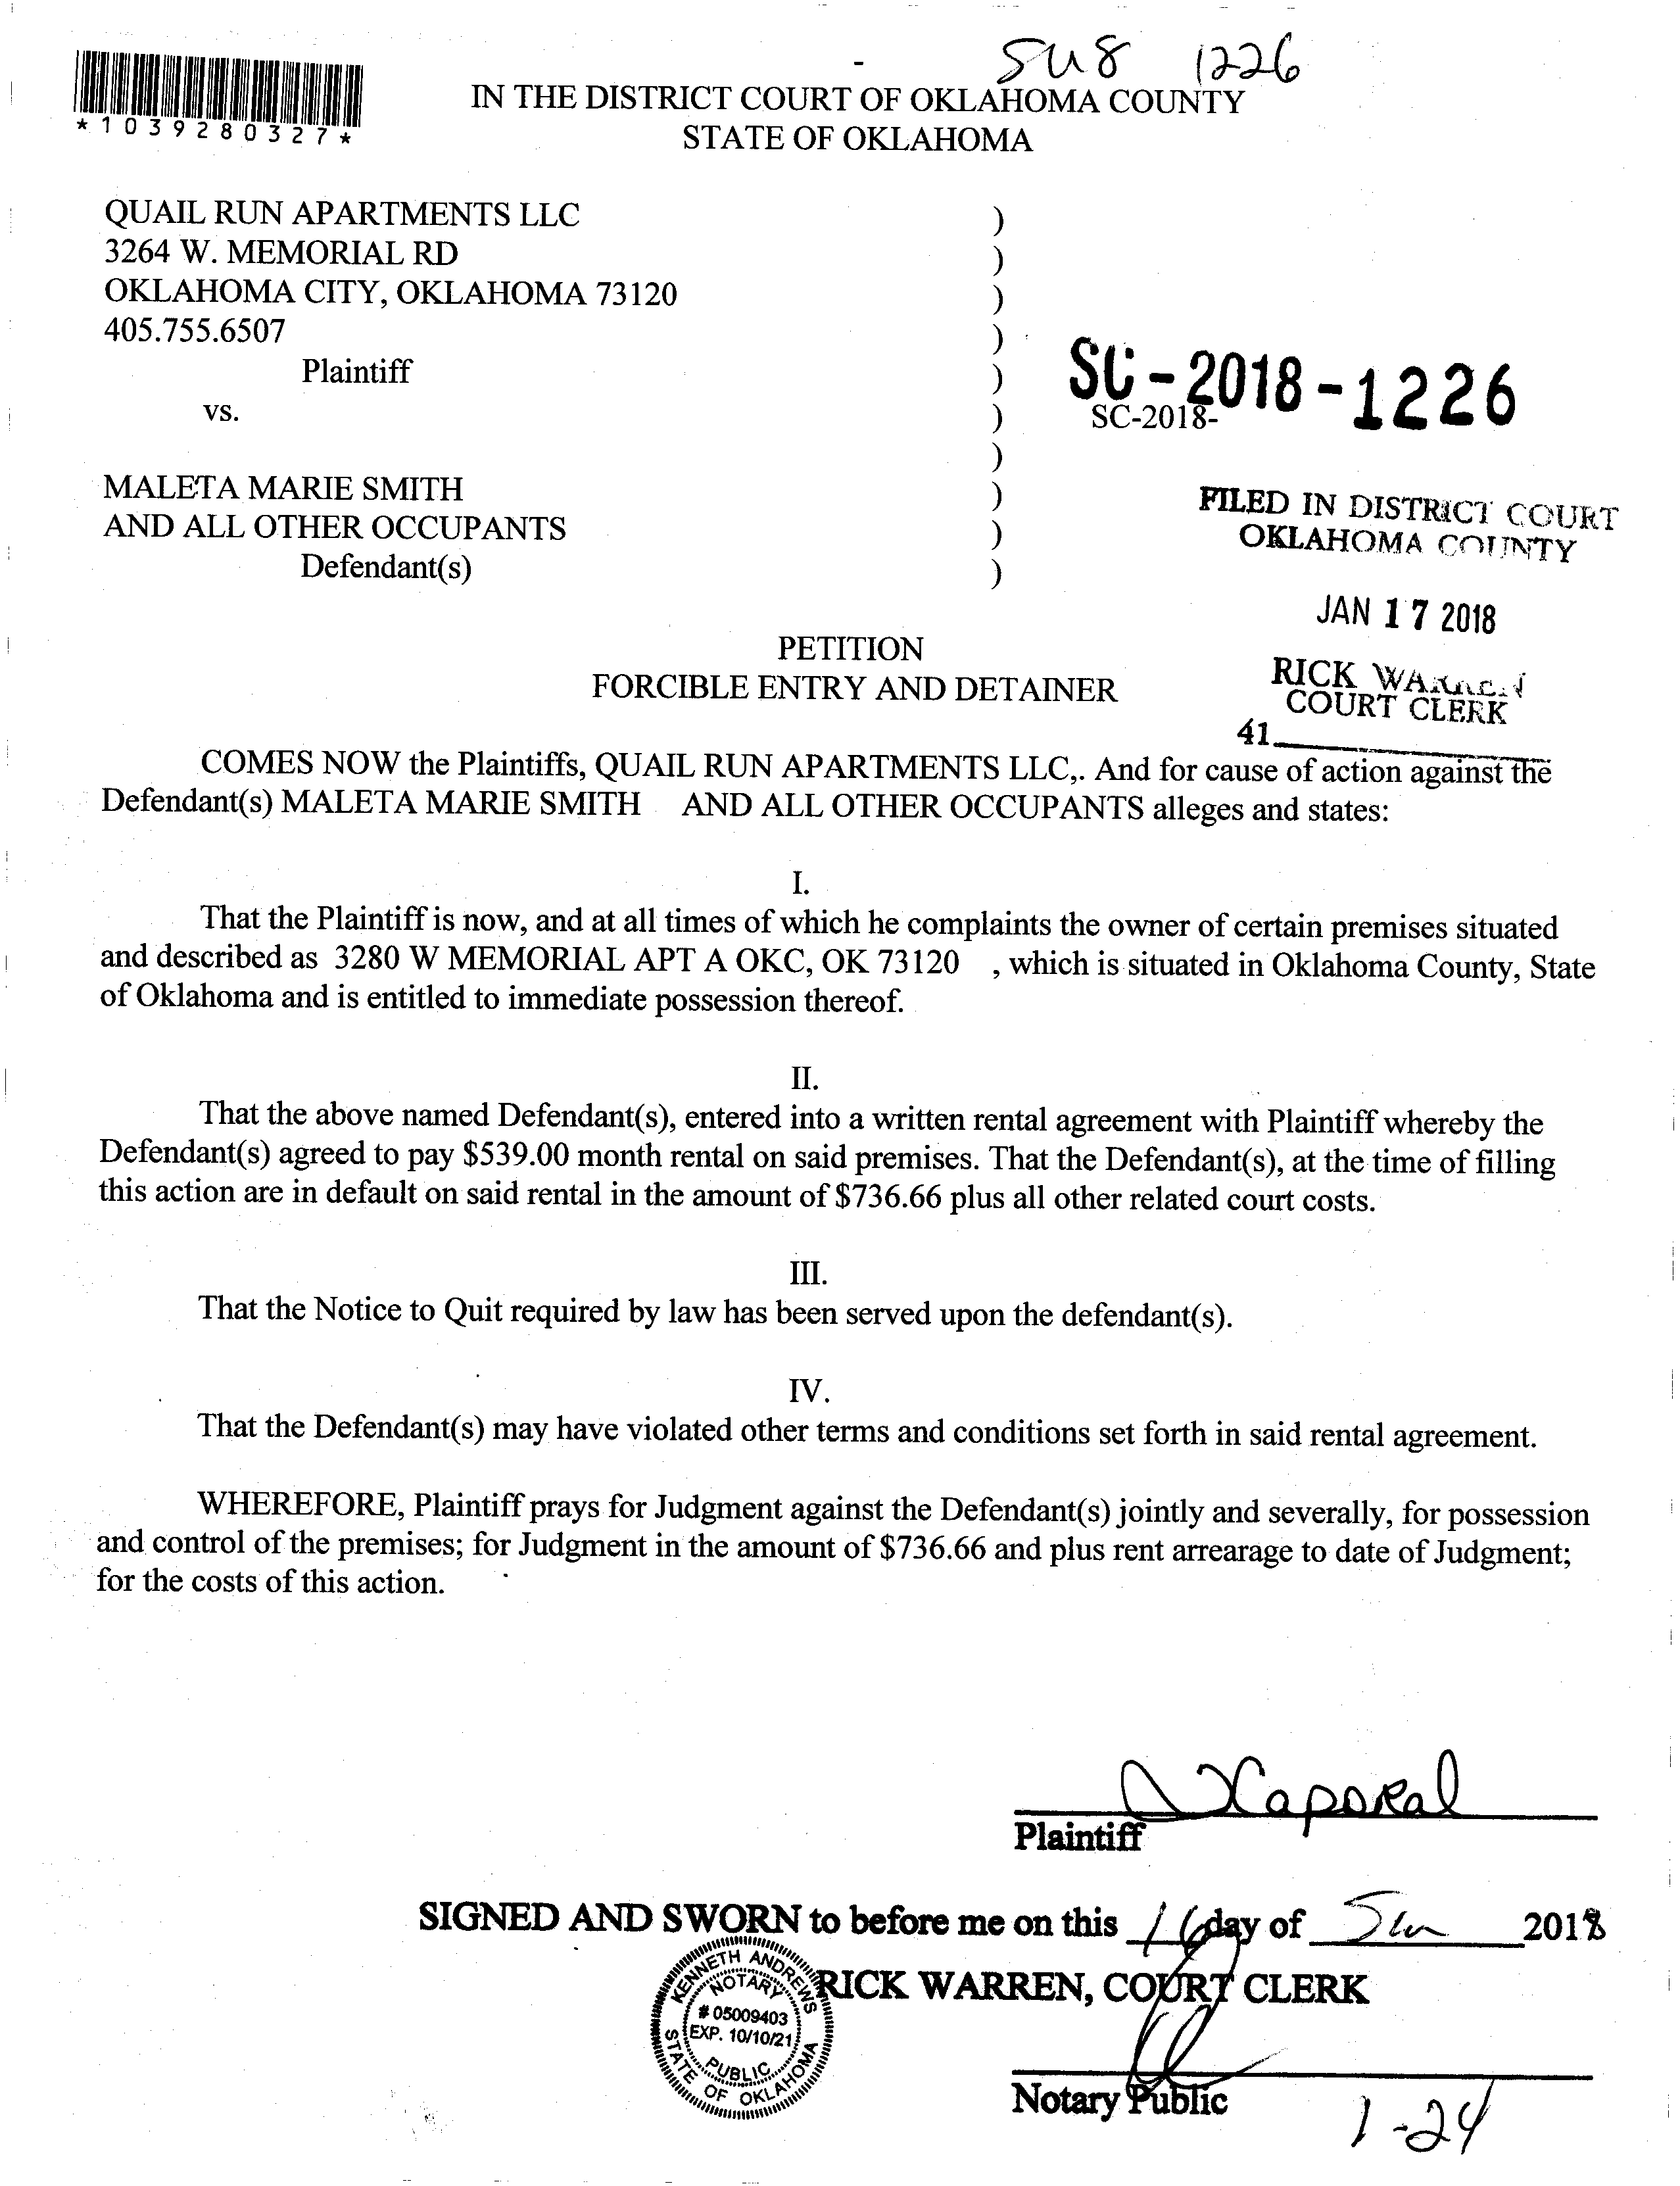 SU8 1226
*1039280327*
IN THE DISTRICT COURT OF OKLAHOMA COUNTY
STATE OF OKLAHOMA
QUAIL RUN APARTMENTS LLC )
3264 W. MEMORIAL RD )
OKLAHOMA CITY, OKLAHOMA 73120 )
405.755.6507 )
Plaintiff )
vs. )
)
MALETA MARIE SMITH )
AND ALL OTHER OCCUPANTS )
Defendant(s) )
SC-2018-1226
SC-2018-
FILED IN DISTRICT COURT
OKLAHOMA COUNTY
JAN 17 2018
RICK WARREN
COURT CLERK
41
PETITION
FORCIBLE ENTRY AND DETAINER
COMES NOW the Plaintiffs, QUAIL RUN APARTMENTS LLC,. And for cause of action against the
Defendant(s) MALETA MARIE SMITH AND ALL OTHER OCCUPANTS alleges and states:
I.
That the Plaintiff is now, and at all times of which he complaints the owner of certain premises situated
and described as 3280 W MEMORIAL APT A OKC, OK 73120 , which is situated in Oklahoma County, State
of Oklahoma and is entitled to immediate possession thereof.
II.
That the above named Defendant(s), entered into a written rental agreement with Plaintiff whereby the
Defendant(s) agreed to pay $539.00 month rental on said premises. That the Defendant(s), at the time of filling
this action are in default on said rental in the amount of $736.66 plus all other related court costs.
III.
That the Notice to Quit required by law has been served upon the defendant(s).
IV.
That the Defendant(s) may have violated other terms and conditions set forth in said rental agreement.
WHEREFORE, Plaintiff prays for Judgment against the Defendant(s) jointly and severally, for possession
and control of the premises; for Judgment in the amount of $736.66 and plus rent arrearage to date of Judgment;
for the costs of this action.
Caporal
Plaintiff
SIGNED AND SWORN to before me on this 16 day of Jan 2018
RICK WARREN, COURT CLERK
KENNETH ANDREWS
NOTARY
# 05009403
EXP. 10/10/21
PUBLIC
STATE OF OKLAHOMA
Notary Public
1-24